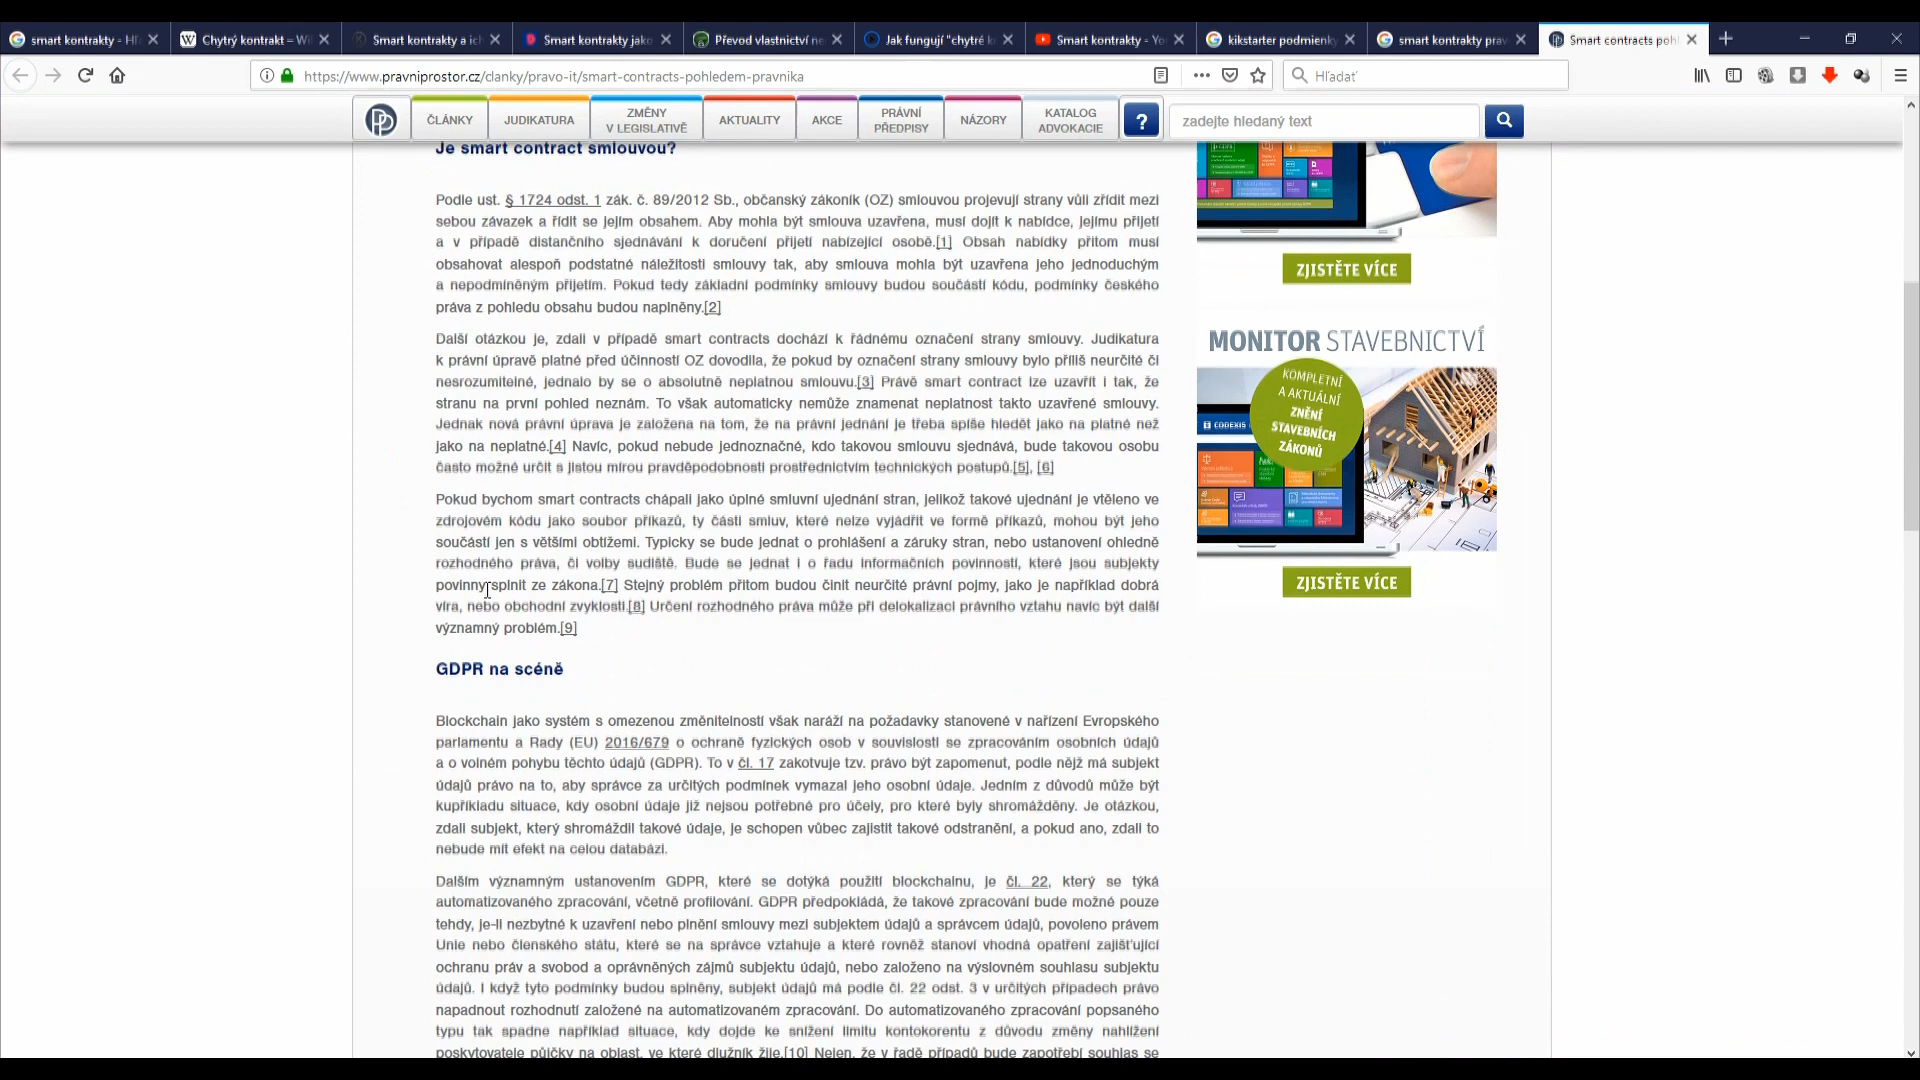 smart kontrakty - Hľ
Chytrý kontrakt – Wi
Smart kontrakty a ich
Smart kontrakty jako
Převod vlastnictví ne
Jak fungují "chytré k
Smart kontrakty - Yo
kikstarter podmienky
smart kontrakty prav
Smart contracts pohl
https://www.pravniprostor.cz/clanky/pravo-it/smart-contracts-pohledem-pravnika
Hľadať
ČLÁNKY
JUDIKATURA
ZMĚNY
V LEGISLATIVĚ
AKTUALITY
AKCE
PRÁVNÍ
PŘEDPISY
NÁZORY
KATALOG
ADVOKACIE
?
zadejte hledaný text
Je smart contract smlouvou?
Podle ust. § 1724 odst. 1 zák. č. 89/2012 Sb., občanský zákoník (OZ) smlouvou projevují strany vůli zřídit mezi
sebou závazek a řídit se jejím obsahem. Aby mohla být smlouva uzavřena, musí dojít k nabídce, jejímu přijetí
a v případě distančního sjednávání k doručení přijetí nabízející osobě.[1] Obsah nabídky přitom musí
obsahovat alespoň podstatné náležitosti smlouvy tak, aby smlouva mohla být uzavřena jeho jednoduchým
a nepodmíněným přijetím. Pokud tedy základní podmínky smlouvy budou součástí kódu, podmínky českého
práva z pohledu obsahu budou naplněny.[2]
Další otázkou je, zdali v případě smart contracts dochází k řádnému označení strany smlouvy. Judikatura
k právní úpravě platné před účinností OZ dovodila, že pokud by označení strany smlouvy bylo příliš neurčité či
nesrozumitelné, jednalo by se o absolutně neplatnou smlouvu.[3] Právě smart contract lze uzavřít i tak, že
stranu na první pohled neznám. To však automaticky nemůže znamenat neplatnost takto uzavřené smlouvy.
Jednak nová právní úprava je založena na tom, že na právní jednání je třeba spíše hledět jako na platné než
jako na neplatné.[4] Navíc, pokud nebude jednoznačné, kdo takovou smlouvu sjednává, bude takovou osobu
často možné určit s jistou mírou pravděpodobnosti prostřednictvím technických postupů.[5], [6]
Pokud bychom smart contracts chápali jako úplné smluvní ujednání stran, jelikož takové ujednání je vtěleno ve
zdrojovém kódu jako soubor příkazů, ty části smluv, které nelze vyjádřit ve formě příkazů, mohou být jeho
součástí jen s většími obtížemi. Typicky se bude jednat o prohlášení a záruky stran, nebo ustanovení ohledně
rozhodného práva, či volby sudiště. Bude se jednat i o řadu informačních povinností, které jsou subjekty
povinny splnit ze zákona.[7] Stejný problém přitom budou činit neurčité právní pojmy, jako je například dobrá
víra, nebo obchodní zvyklosti.[8] Určení rozhodného práva může při delokalizaci právního vztahu navíc být další
významný problém.[9]
GDPR na scéně
Blockchain jako systém s omezenou změnitelností však naráží na požadavky stanovené v nařízení Evropského
parlamentu a Rady (EU) 2016/679 o ochraně fyzických osob v souvislosti se zpracováním osobních údajů
a o volném pohybu těchto údajů (GDPR). To v čl. 17 zakotvuje tzv. právo být zapomenut, podle nějž má subjekt
údajů právo na to, aby správce za určitých podmínek vymazal jeho osobní údaje. Jedním z důvodů může být
kupříkladu situace, kdy osobní údaje již nejsou potřebné pro účely, pro které byly shromážděny. Je otázkou,
zdali subjekt, který shromáždil takové údaje, je schopen vůbec zajistit takové odstranění, a pokud ano, zdali to
nebude mít efekt na celou databázi.
Dalším významným ustanovením GDPR, které se dotýká použití blockchainu, je čl. 22, který se týká
automatizovaného zpracování, včetně profilování. GDPR předpokládá, že takové zpracování bude možné pouze
tehdy, je-li nezbytné k uzavření nebo plnění smlouvy mezi subjektem údajů a správcem údajů, povoleno právem
Unie nebo členského státu, které se na správce vztahuje a které rovněž stanoví vhodná opatření zajišťující
ochranu práv a svobod a oprávněných zájmů subjektu údajů, nebo založeno na výslovném souhlasu subjektu
údajů. I když tyto podmínky budou splněny, subjekt údajů má podle čl. 22 odst. 3 v určitých případech právo
napadnout rozhodnutí založené na automatizovaném zpracování. Do automatizovaného zpracování popsaného
typu tak spadne například situace, kdy dojde ke snížení limitu kontokorentu z důvodu změny nahlížení
poskytovatele půjčky na oblast, ve které dlužník žije.[10] Nejen, že v řadě případů bude zapotřebí souhlas se
ZJISTĚTE VÍCE
MONITOR STAVEBNICTVÍ
KOMPLETNÍ
A AKTUÁLNÍ
ZNĚNÍ
STAVEBNÍCH
ZÁKONŮ
CODEXIS
ZJISTĚTE VÍCE